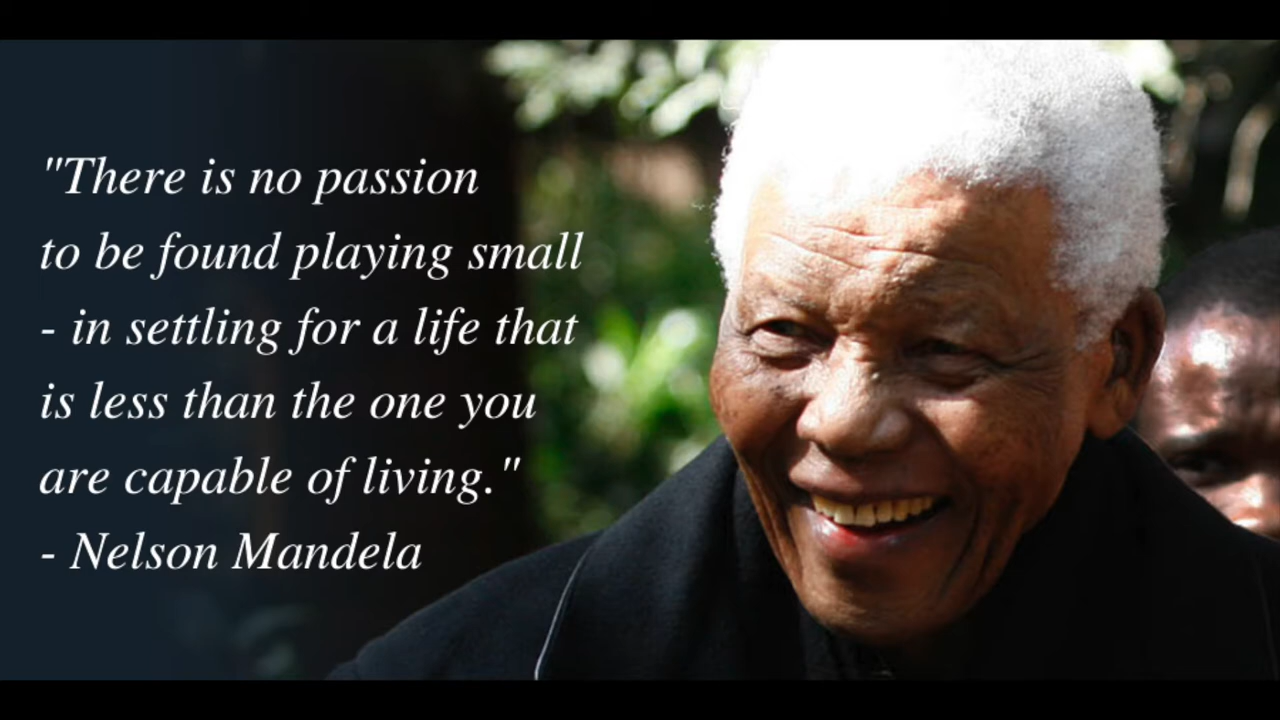 "There is no passion
to be found playing small
- in settling for a life that
is less than the one you
are capable of living."
- Nelson Mandela